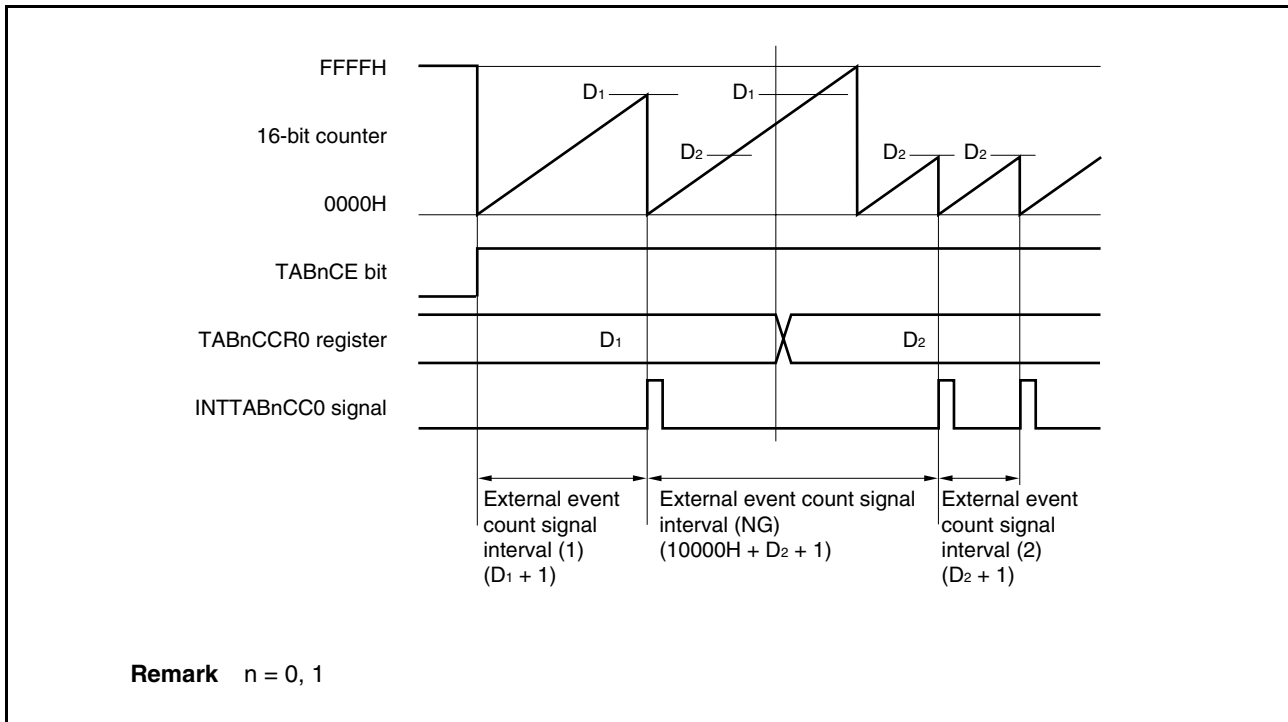 FFFFH
D1
D1
16-bit counter
D2
D2
D2
0000H
TABnCE bit
TABnCCR0 register
D1
D2
INTTABnCC0 signal
External event
count signal
interval (1)
(D1 + 1)
External event count signal
interval (NG)
(10000H + D2 + 1)
External event
count signal
interval (2)
(D2 + 1)
Remark n = 0, 1